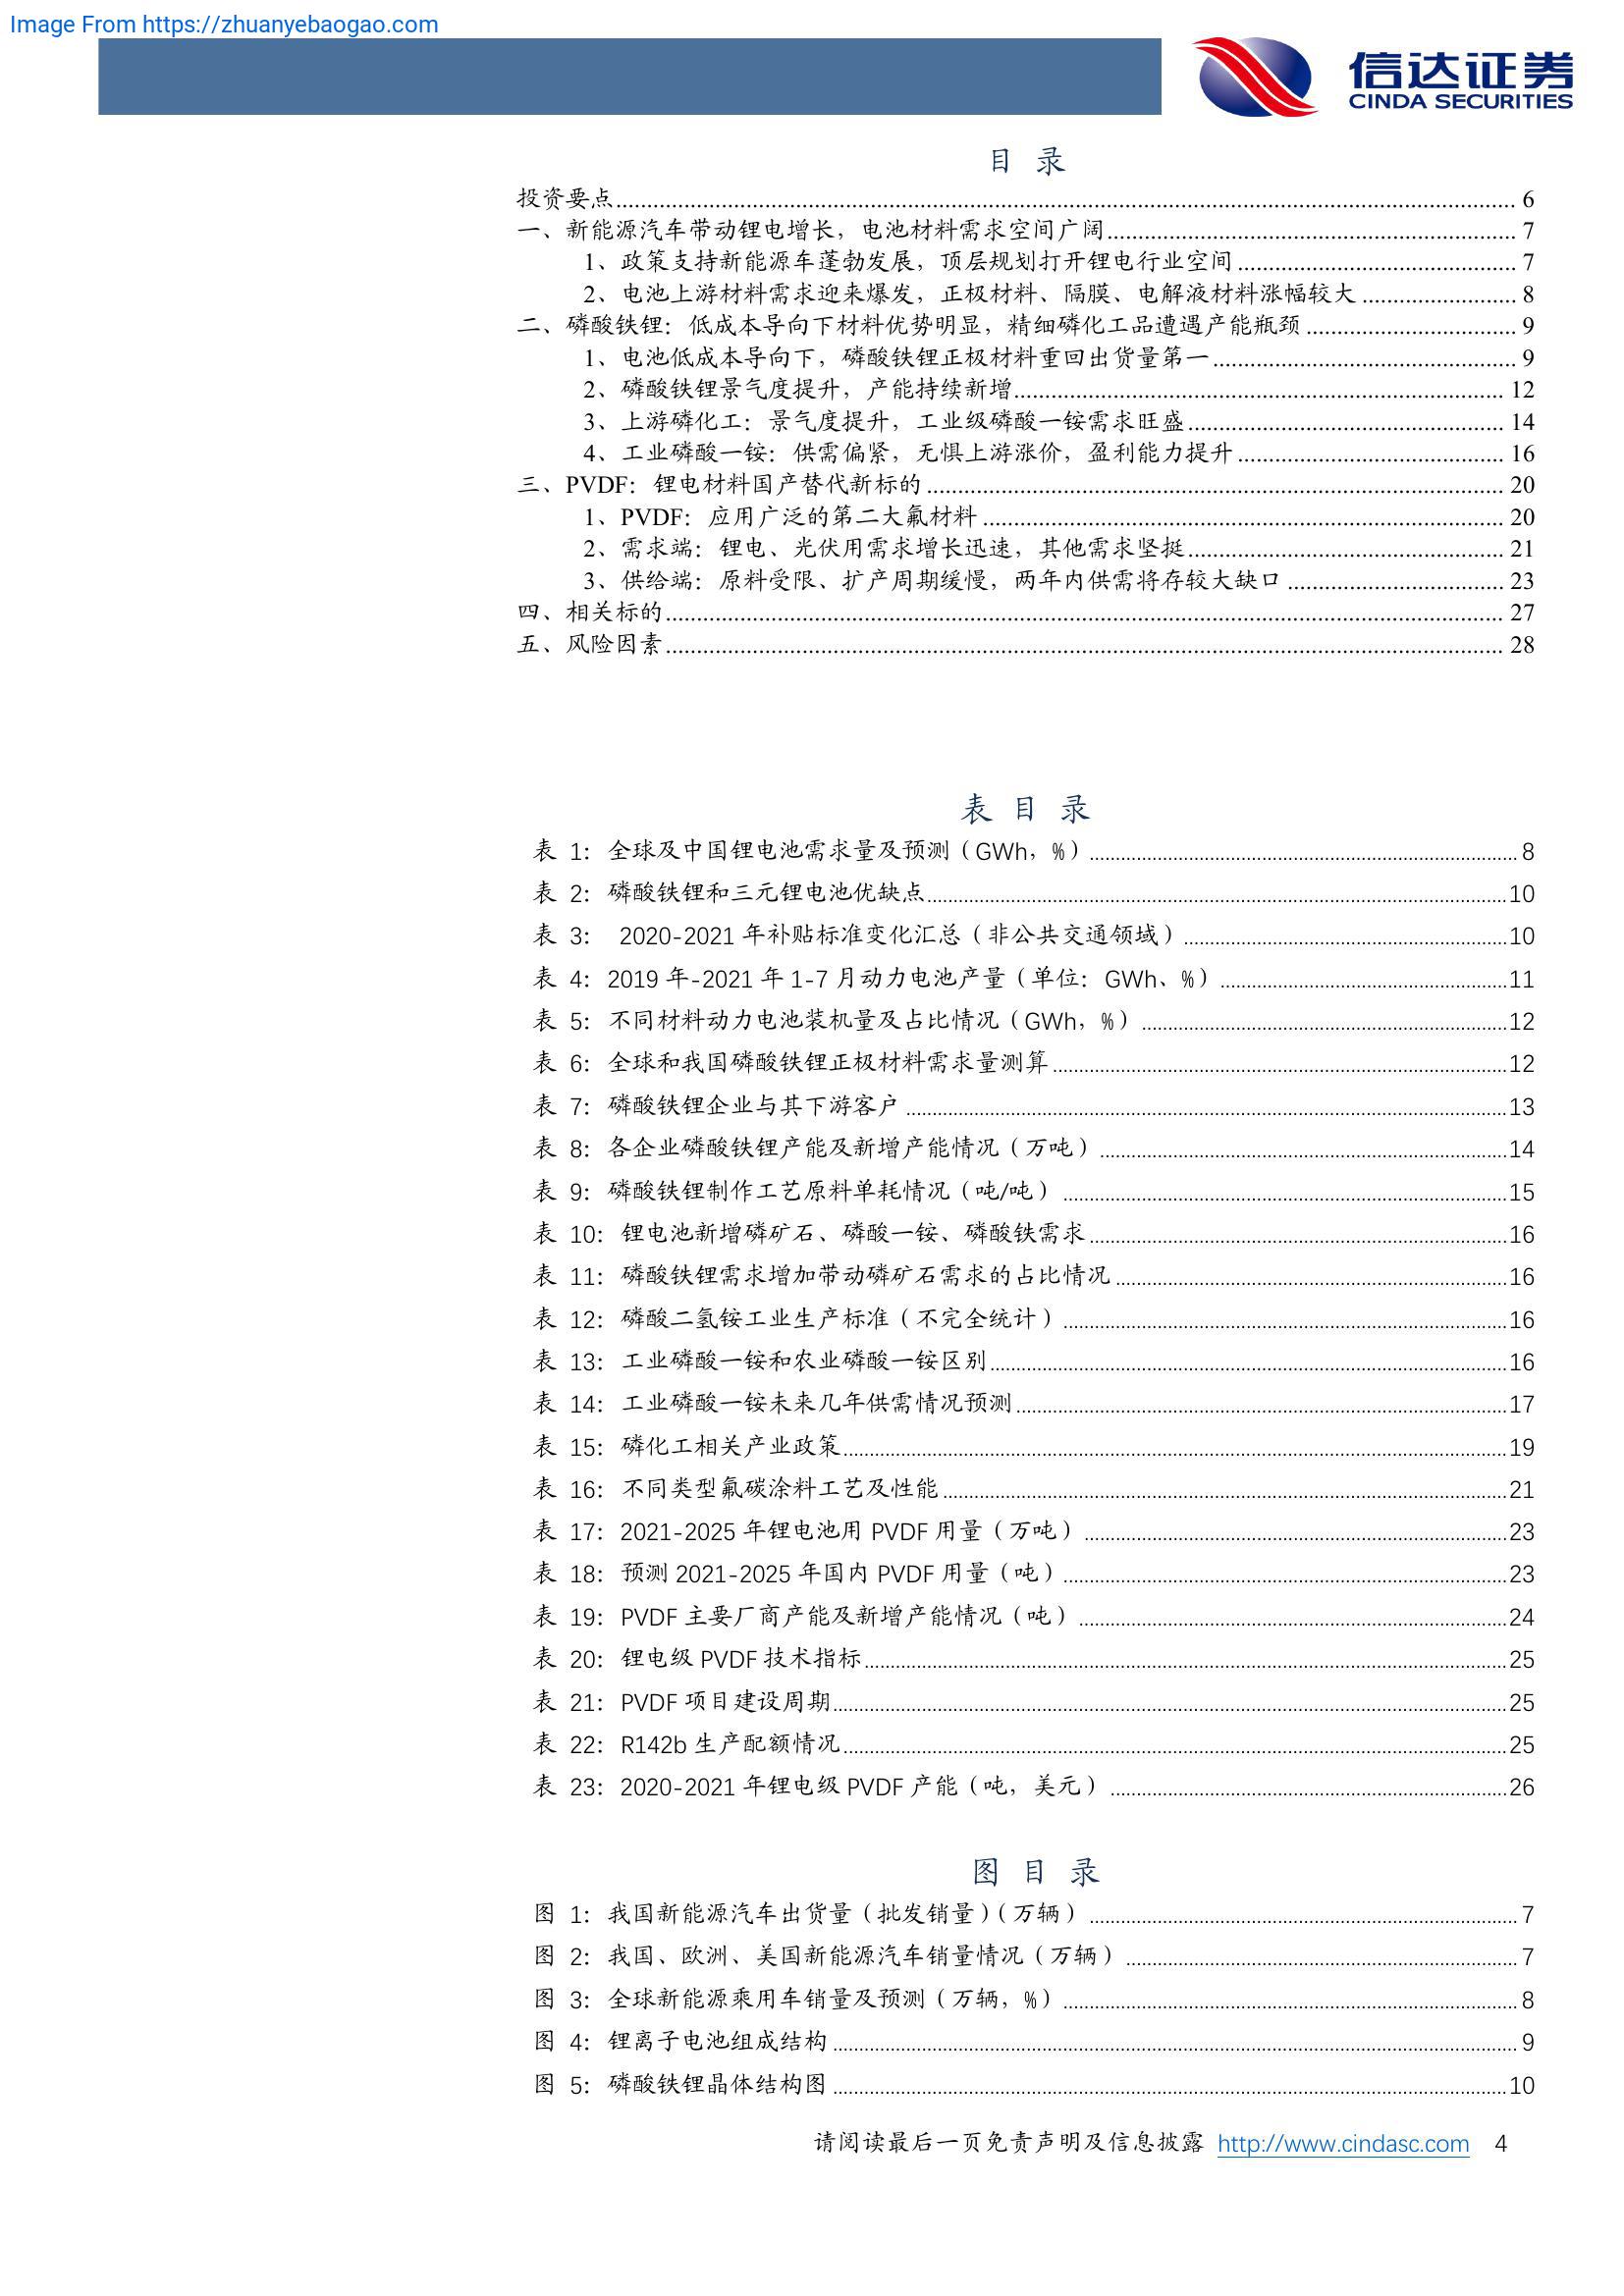 Image From https://zhuanyebaogao.com
信达证券
CINDA SECURITIES
目 录
投资要点 6
一、新能源汽车带动锂电增长，电池材料需求空间广阔 7
1、政策支持新能源车蓬勃发展，顶层规划打开锂电行业空间 7
2、电池上游材料需求迎来爆发，正极材料、隔膜、电解液材料涨幅较大 8
二、磷酸铁锂：低成本导向下材料优势明显，精细磷化工品遭遇产能瓶颈 9
1、电池低成本导向下，磷酸铁锂正极材料重回出货量第一 9
2、磷酸铁锂景气度提升，产能持续新增 12
3、上游磷化工：景气度提升，工业级磷酸一铵需求旺盛 14
4、工业磷酸一铵：供需偏紧，无惧上游涨价，盈利能力提升 16
三、PVDF：锂电材料国产替代新标的 20
1、PVDF：应用广泛的第二大氟材料 20
2、需求端：锂电、光伏用需求增长迅速，其他需求坚挺 21
3、供给端：原料受限、扩产周期缓慢，两年内供需将存较大缺口 23
四、相关标的 27
五、风险因素 28
表 目 录
表 1：全球及中国锂电池需求量及预测（GWh，%） 8
表 2：磷酸铁锂和三元锂电池优缺点 10
表 3： 2020-2021 年补贴标准变化汇总（非公共交通领域） 10
表 4：2019 年-2021 年 1-7 月动力电池产量（单位：GWh、%） 11
表 5：不同材料动力电池装机量及占比情况（GWh，%） 12
表 6：全球和我国磷酸铁锂正极材料需求量测算 12
表 7：磷酸铁锂企业与其下游客户 13
表 8：各企业磷酸铁锂产能及新增产能情况（万吨） 14
表 9：磷酸铁锂制作工艺原料单耗情况（吨/吨） 15
表 10：锂电池新增磷矿石、磷酸一铵、磷酸铁需求 16
表 11：磷酸铁锂需求增加带动磷矿石需求的占比情况 16
表 12：磷酸二氢铵工业生产标准（不完全统计） 16
表 13：工业磷酸一铵和农业磷酸一铵区别 16
表 14：工业磷酸一铵未来几年供需情况预测 17
表 15：磷化工相关产业政策 19
表 16：不同类型氟碳涂料工艺及性能 21
表 17：2021-2025 年锂电池用 PVDF 用量（万吨） 23
表 18：预测 2021-2025 年国内 PVDF 用量（吨） 23
表 19：PVDF 主要厂商产能及新增产能情况（吨） 24
表 20：锂电级 PVDF 技术指标 25
表 21：PVDF 项目建设周期 25
表 22：R142b 生产配额情况 25
表 23：2020-2021 年锂电级 PVDF 产能（吨，美元） 26
图 目 录
图 1：我国新能源汽车出货量（批发销量）（万辆） 7
图 2：我国、欧洲、美国新能源汽车销量情况（万辆） 7
图 3：全球新能源乘用车销量及预测（万辆，%） 8
图 4：锂离子电池组成结构 9
图 5：磷酸铁锂晶体结构图 10
请阅读最后一页免责声明及信息披露 http://www.cindasc.com 4